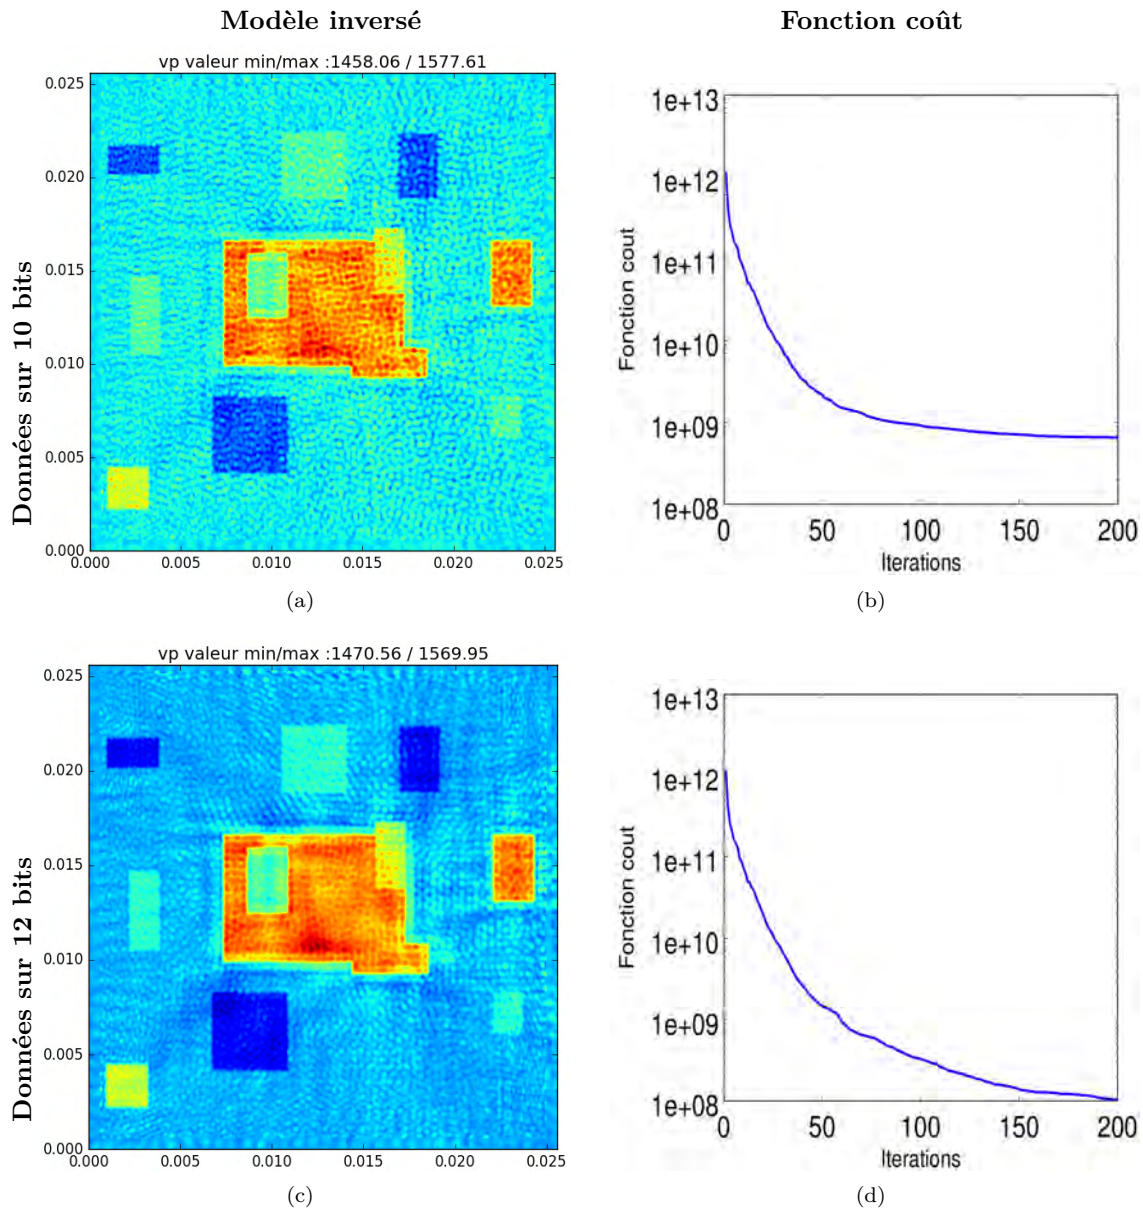 Modèle inversé
Fonction coût
Données sur 10 bits
vp valeur min/max :1458.06 / 1577.61
0.025
0.020
0.015
0.010
0.005
0.000
0.000 0.005 0.010 0.015 0.020 0.025
(a)
Fonction cout
1e+13
1e+12
1e+11
1e+10
1e+09
1e+08
0 50 100 150 200
Iterations
(b)
Données sur 12 bits
vp valeur min/max :1470.56 / 1569.95
0.025
0.020
0.015
0.010
0.005
0.000
0.000 0.005 0.010 0.015 0.020 0.025
(c)
Fonction cout
1e+13
1e+12
1e+11
1e+10
1e+09
1e+08
0 50 100 150 200
Iterations
(d)